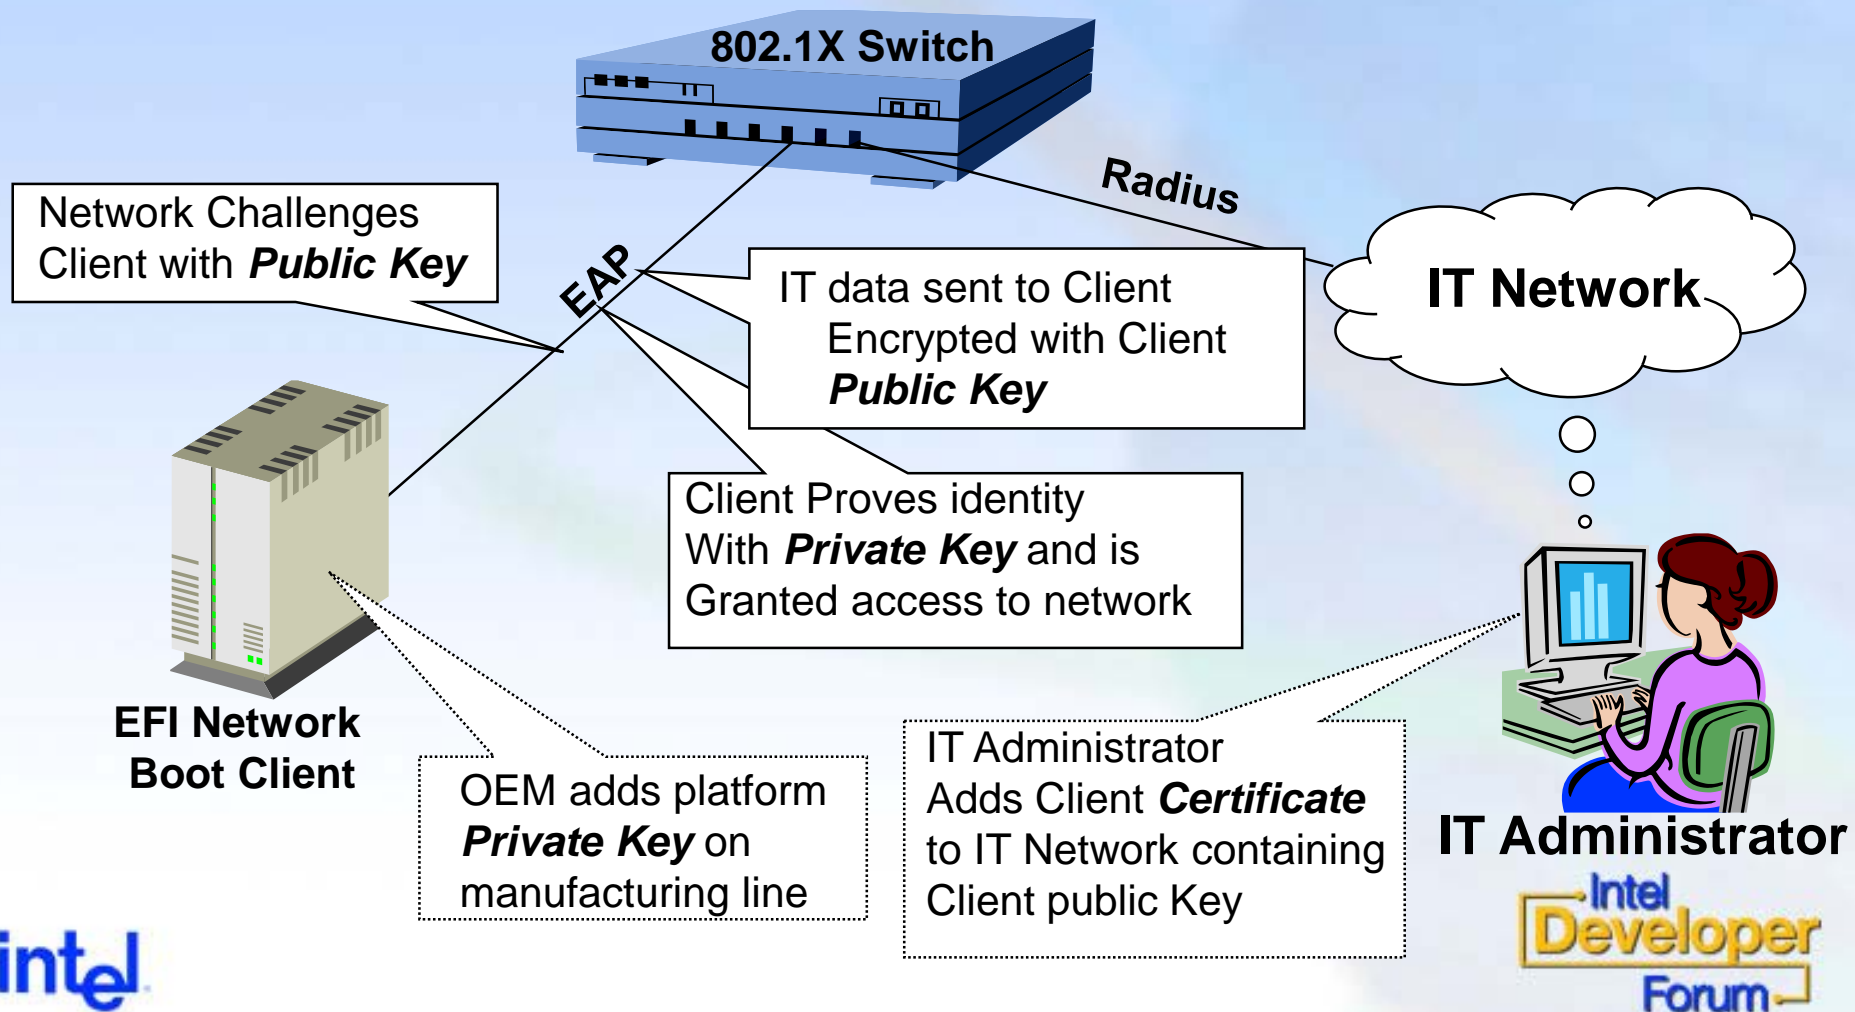 802.1X Switch
Radius
Network Challenges
Client with Public Key
EAP
IT data sent to Client
Encrypted with Client
Public Key
IT Network
Client Proves identity
With Private Key and is
Granted access to network
EFI Network
Boot Client
OEM adds platform
Private Key on
manufacturing line
IT Administrator
Adds Client Certificate
to IT Network containing
Client public Key
IT Administrator
intel
Intel
Developer
Forum